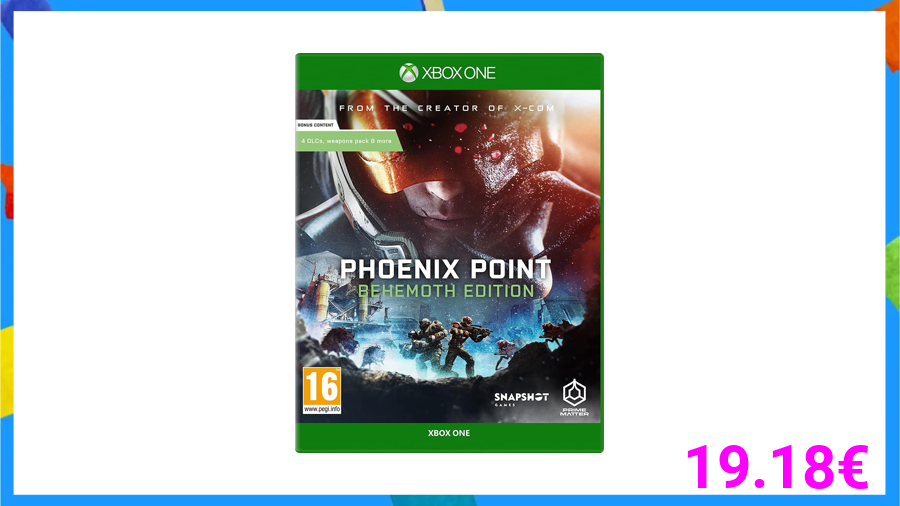 XBOX ONE
FROM THE CREATOR OF X-COM
BONUS CONTENT
4 DLCs, weapons pack & more
PHOENIX POINT
BEHEMOTH EDITION
16
www.pegi.info
SNAPSHOT
GAMES
PRIME
MATTER
XBOX ONE
19.18€